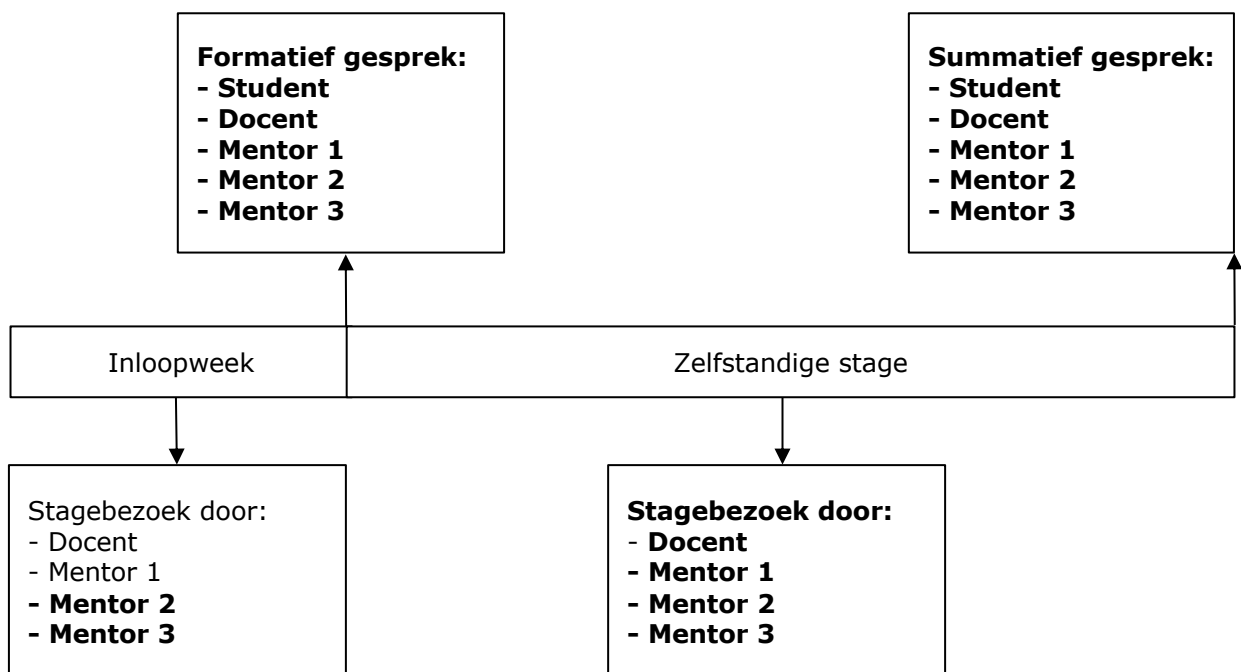 Formatief gesprek:
- Student
- Docent
- Mentor 1
- Mentor 2
- Mentor 3
Summatief gesprek:
- Student
- Docent
- Mentor 1
- Mentor 2
- Mentor 3
Inloopweek
Zelfstandige stage
Stagebezoek door:
- Docent
- Mentor 1
- Mentor 2
- Mentor 3
Stagebezoek door:
- Docent
- Mentor 1
- Mentor 2
- Mentor 3